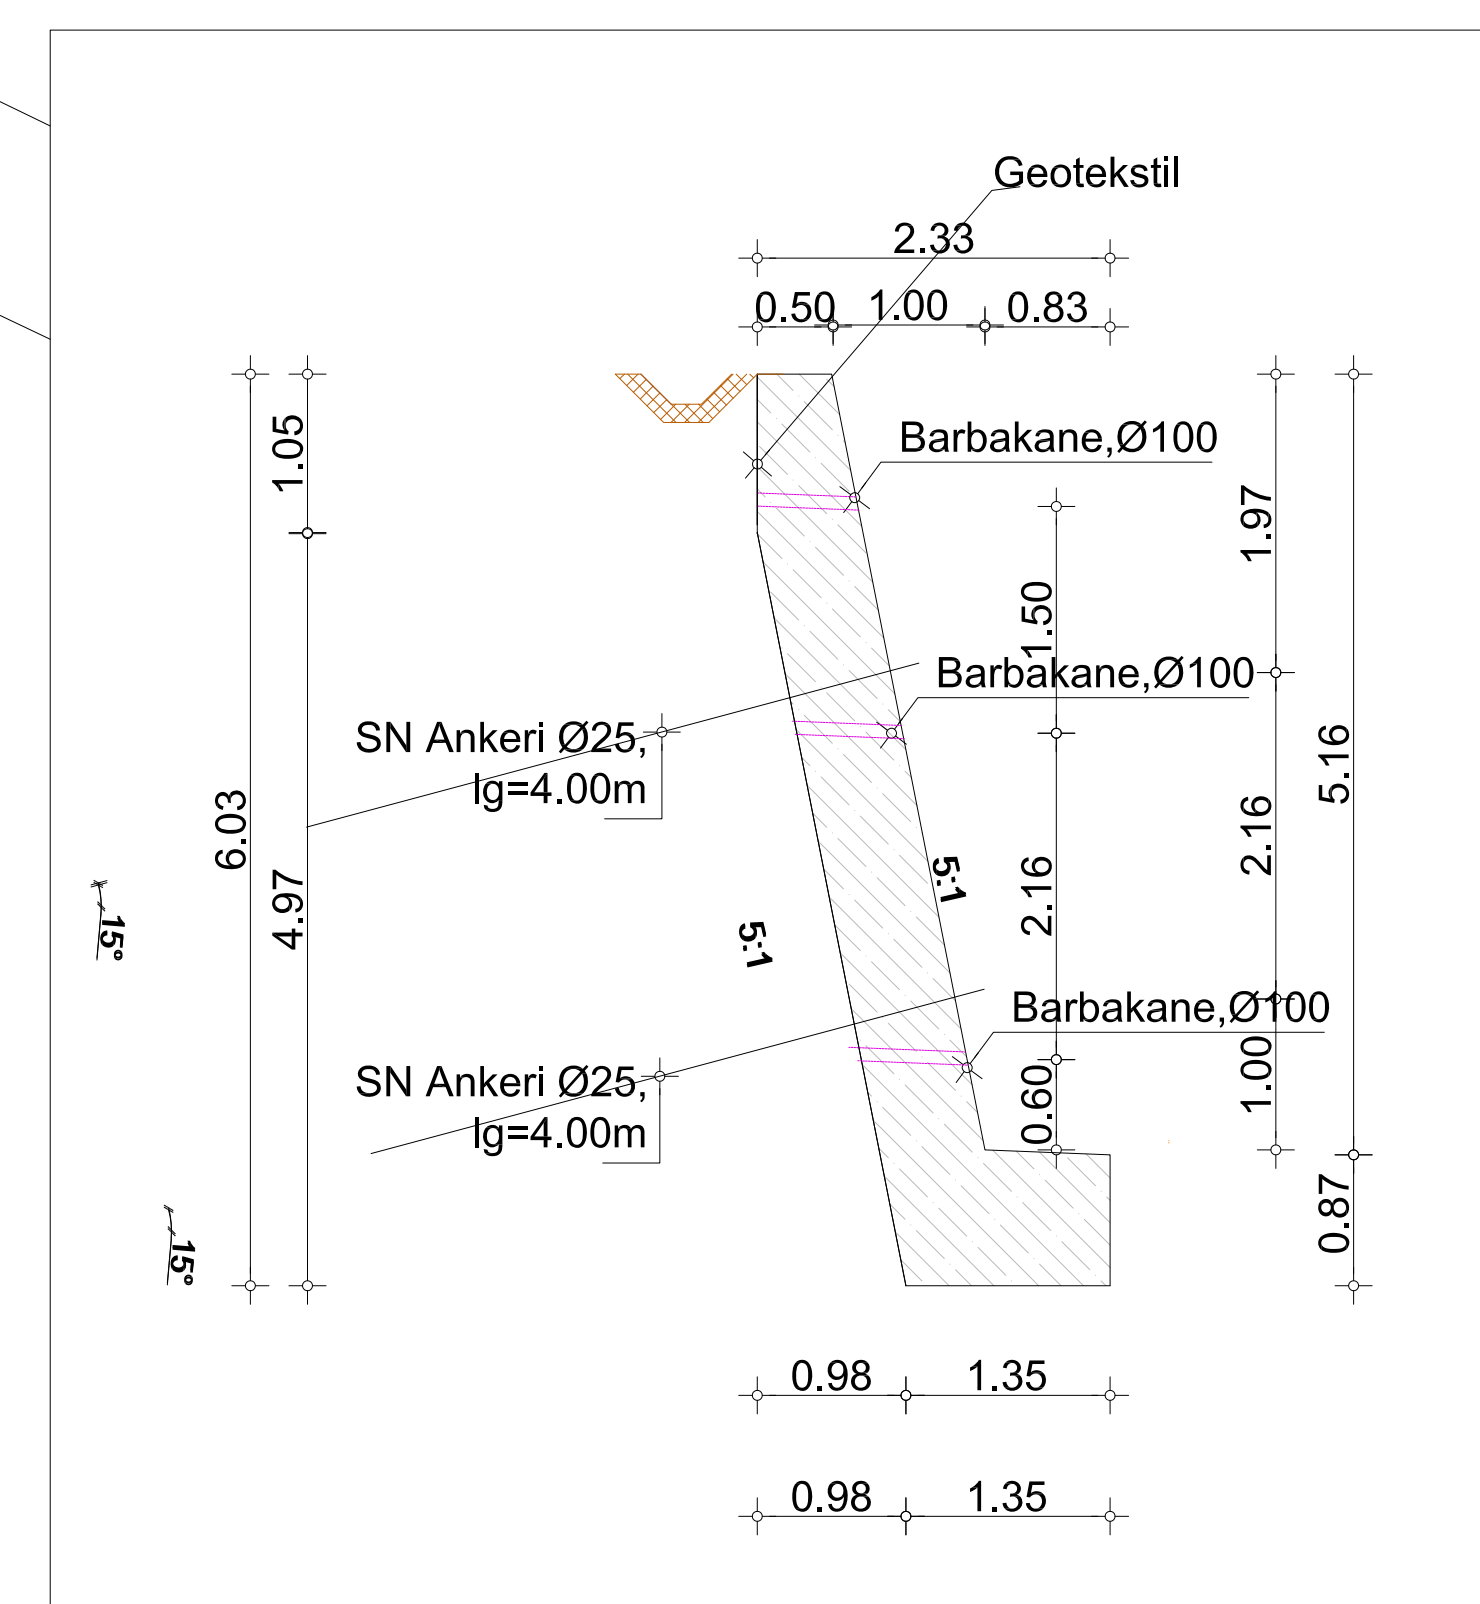 Geotekstil
2.33
0.50
1.00
0.83
1.05
Barbakane,Ø100
1.97
1.50
Barbakane,Ø100
SN Ankeri Ø25,
lg=4.00m
5.16
6.03
2.16
4.97
2.16
5:1
15°
5:1
Barbakane,Ø100
SN Ankeri Ø25,
lg=4.00m
1.00
0.60
0.87
15°
0.98
1.35
0.98
1.35